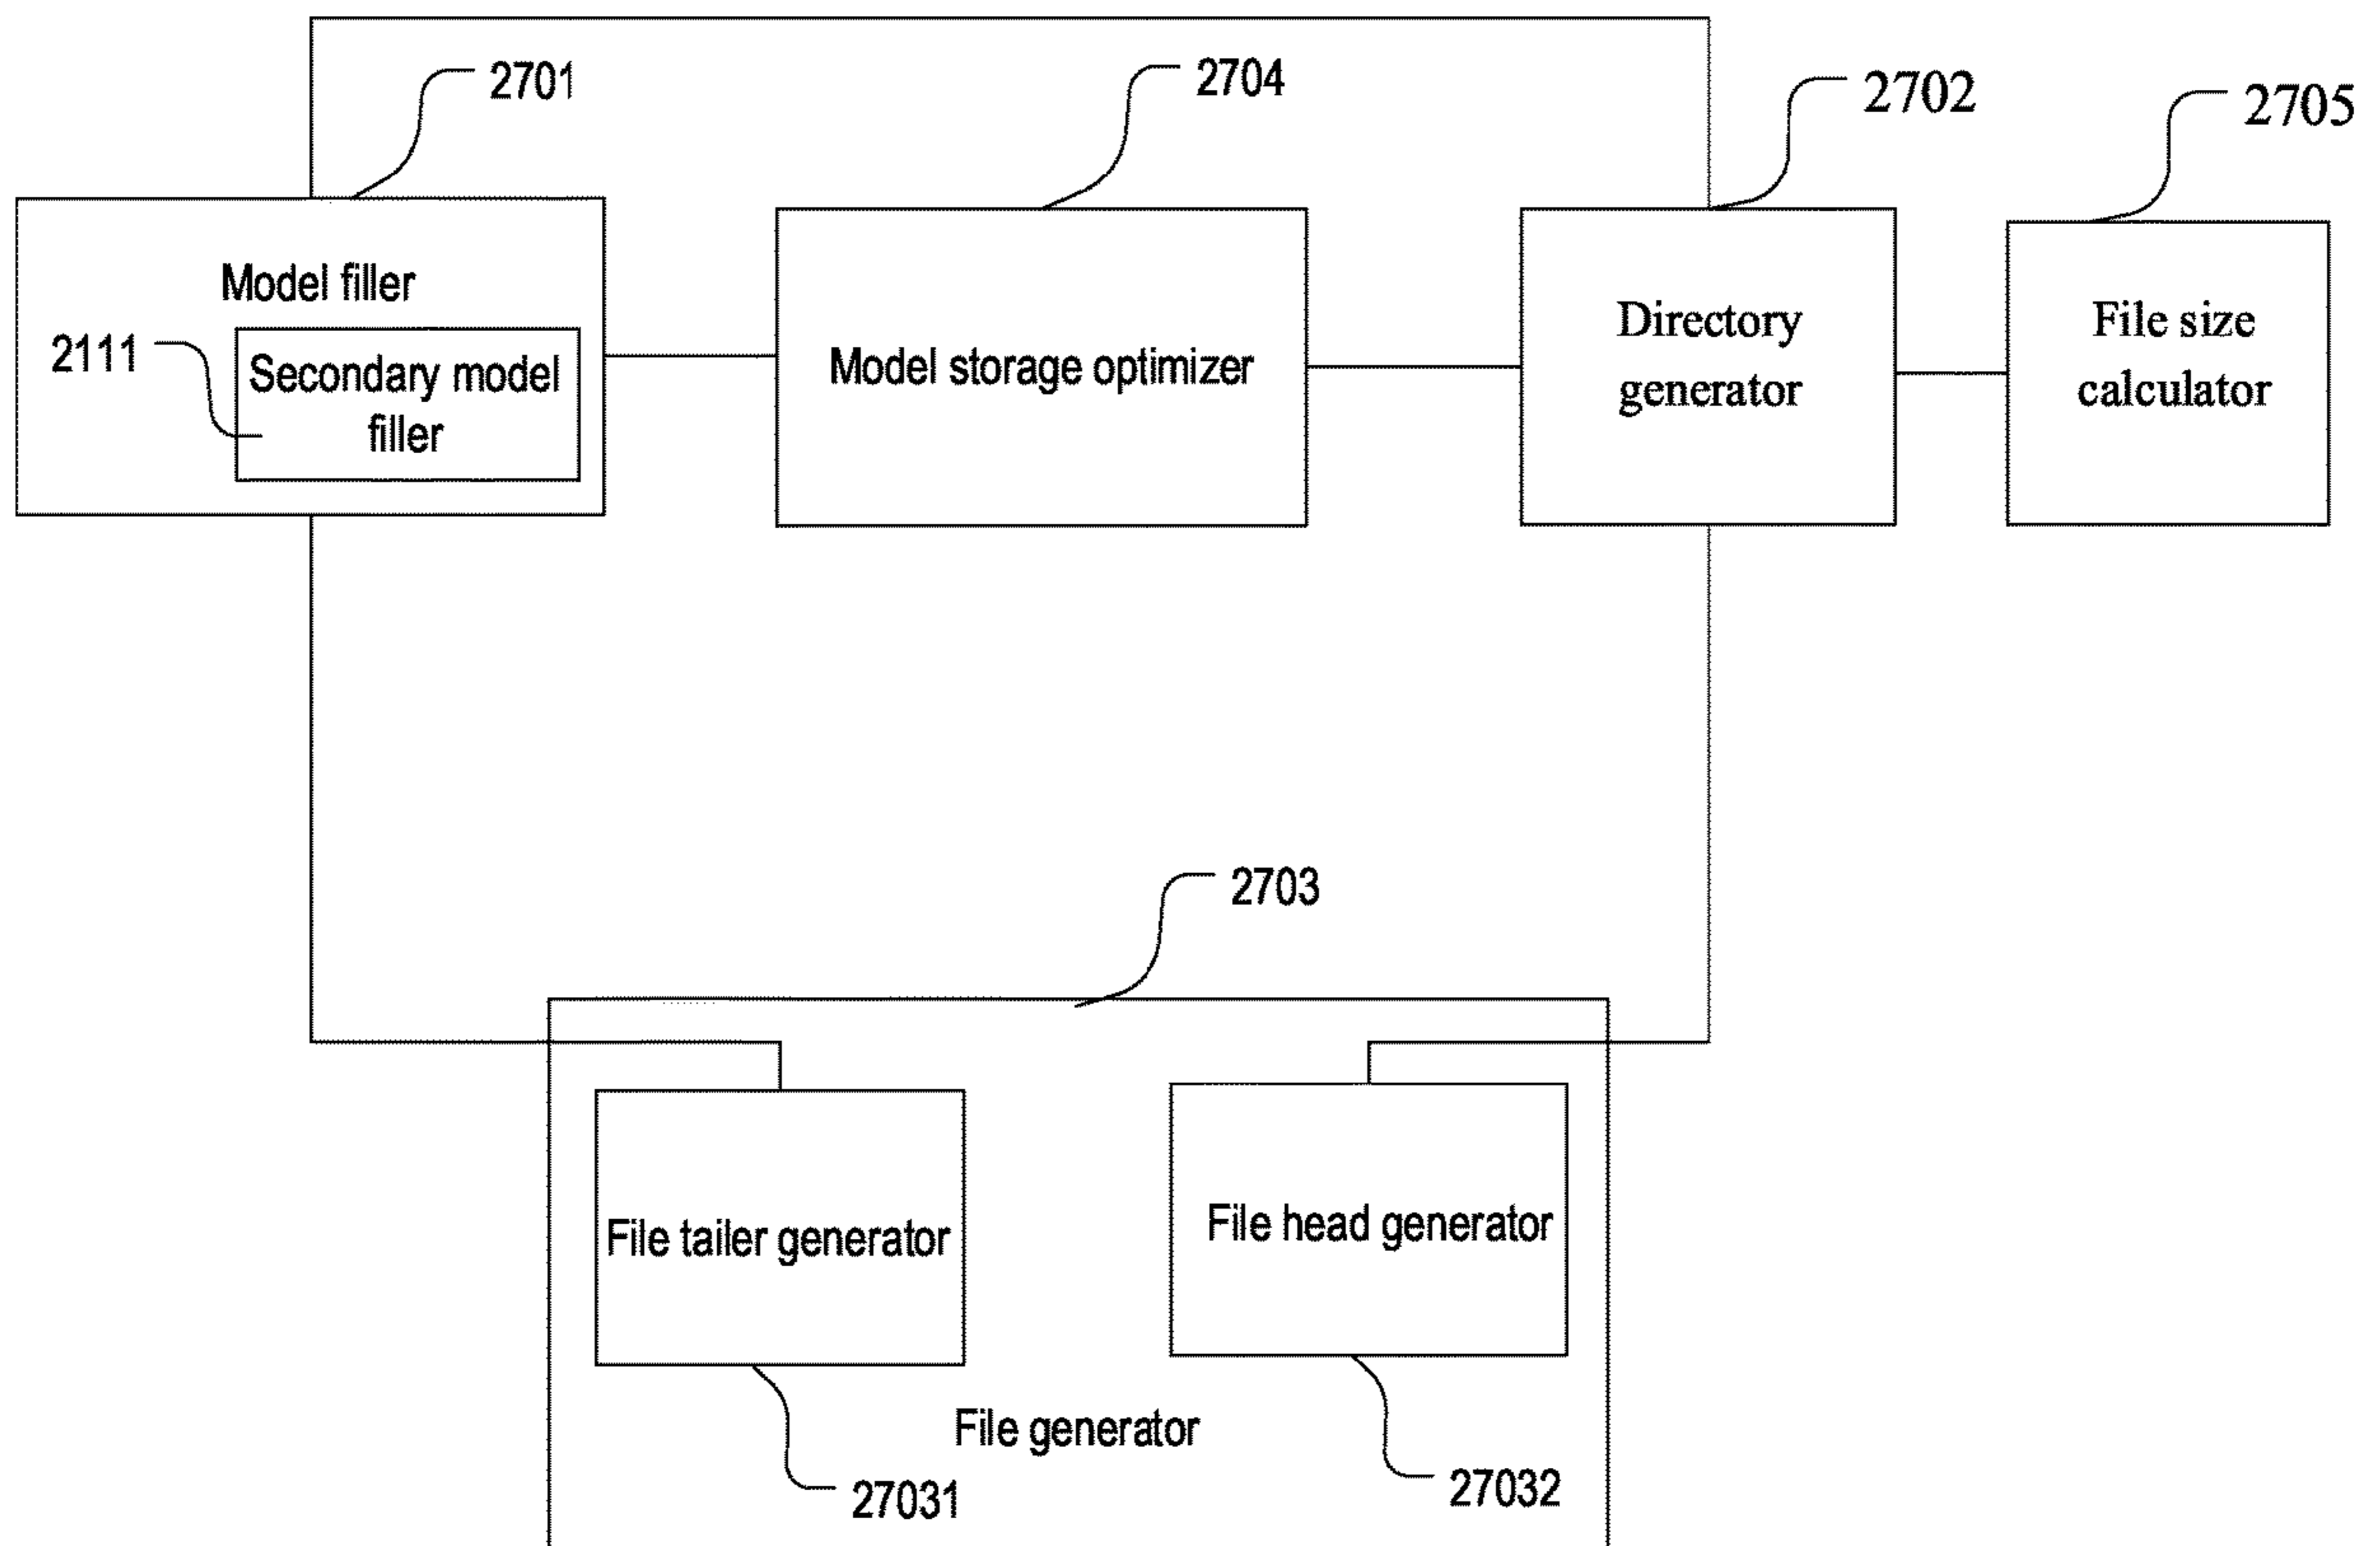 2701
2704
2702
2705
Model filler
2111
Secondary model
filler
Model storage optimizer
Directory
generator
File size
calculator
2703
File tailer generator
File head generator
File generator
27031
27032